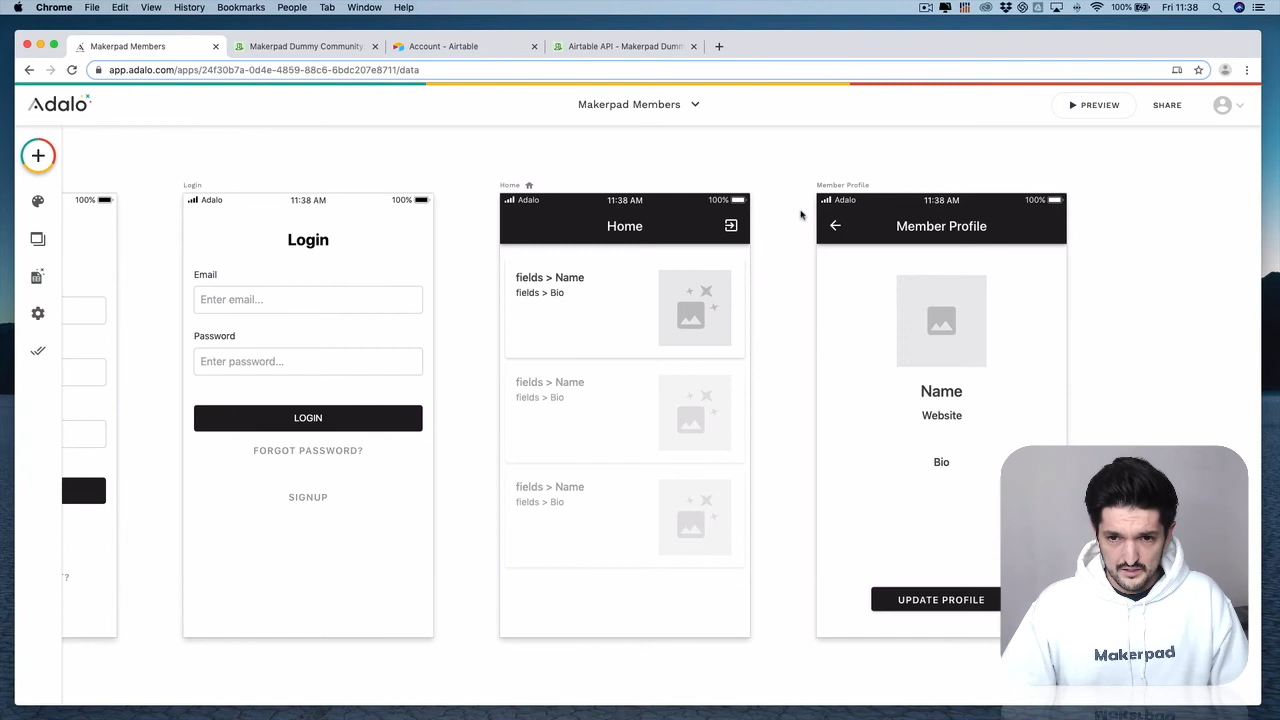 Chrome File Edit View History Bookmarks People Tab Window Help 100% Fri 11:38
Makerpad Members Makerpad Dummy Community Account - Airtable Airtable API - Makerpad Dum
app.adalo.com/apps/24f30b7a-0d4e-4859-88c6-6bdc207e8711/data
Adalo Makerpad Members PREVIEW SHARE
Login Home Member Profile
100% Adalo 11:38 AM 100% Adalo 11:38 AM 100% Adalo 11:38 AM 100%
Login Home Member Profile
Email
Enter email...
Password
Enter password...
LOGIN
FORGOT PASSWORD?
SIGNUP
?
fields > Name
fields > Bio
fields > Name
fields > Bio
fields > Name
fields > Bio
Name
Website
Bio
UPDATE PROFILE
Makerpad